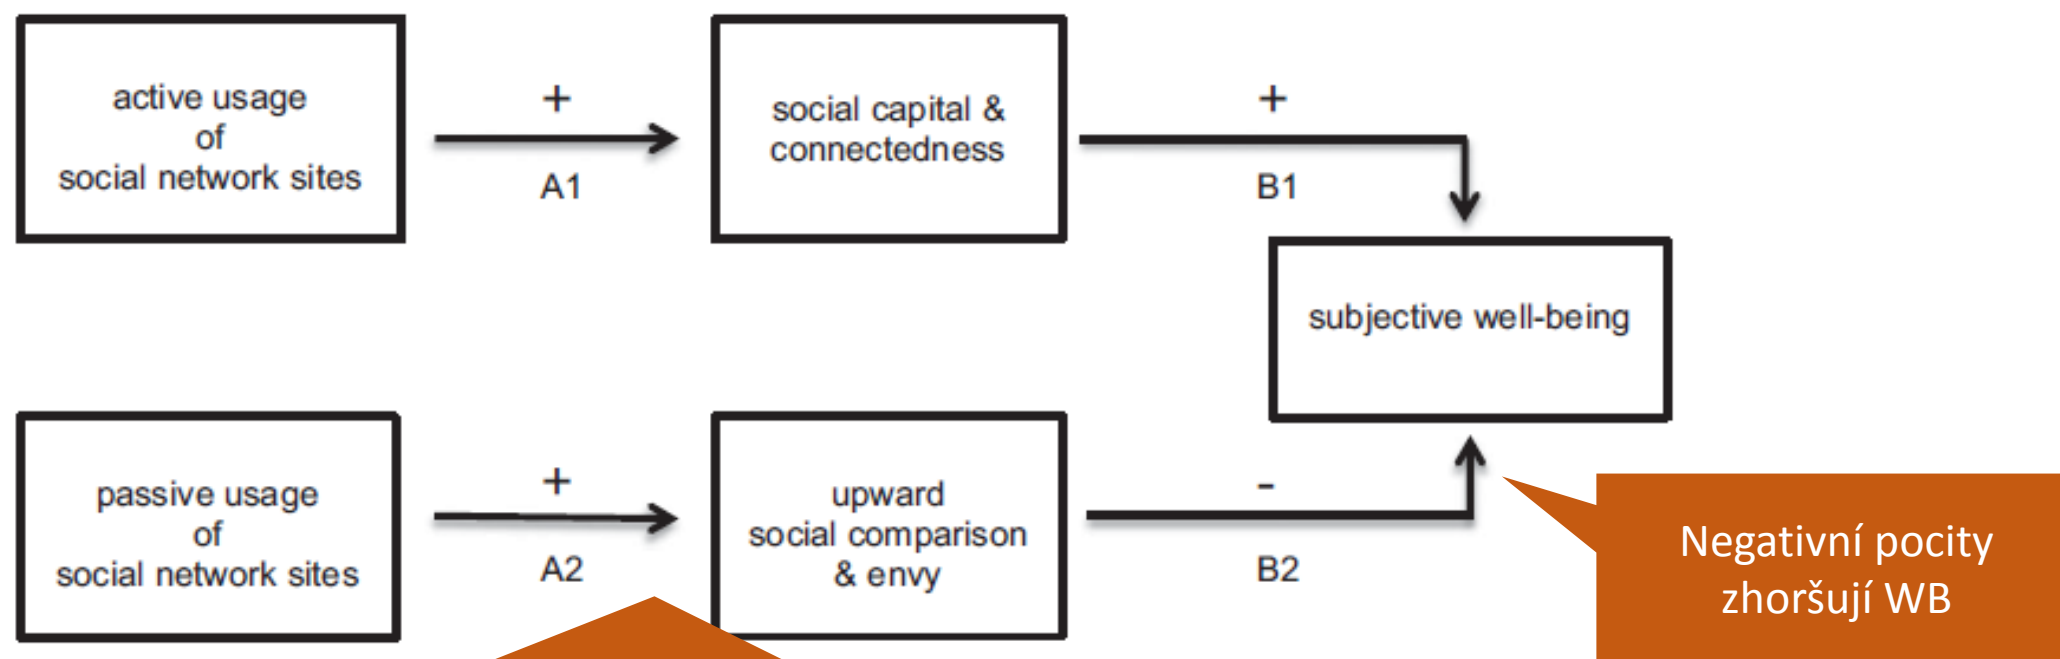 active usage
of
social network sites
+
A1
social capital &
connectedness
+
B1
subjective well-being
passive usage
of
social network sites
+
A2
upward
social comparison
& envy
-
B2
Negativní pocity
zhoršují WB